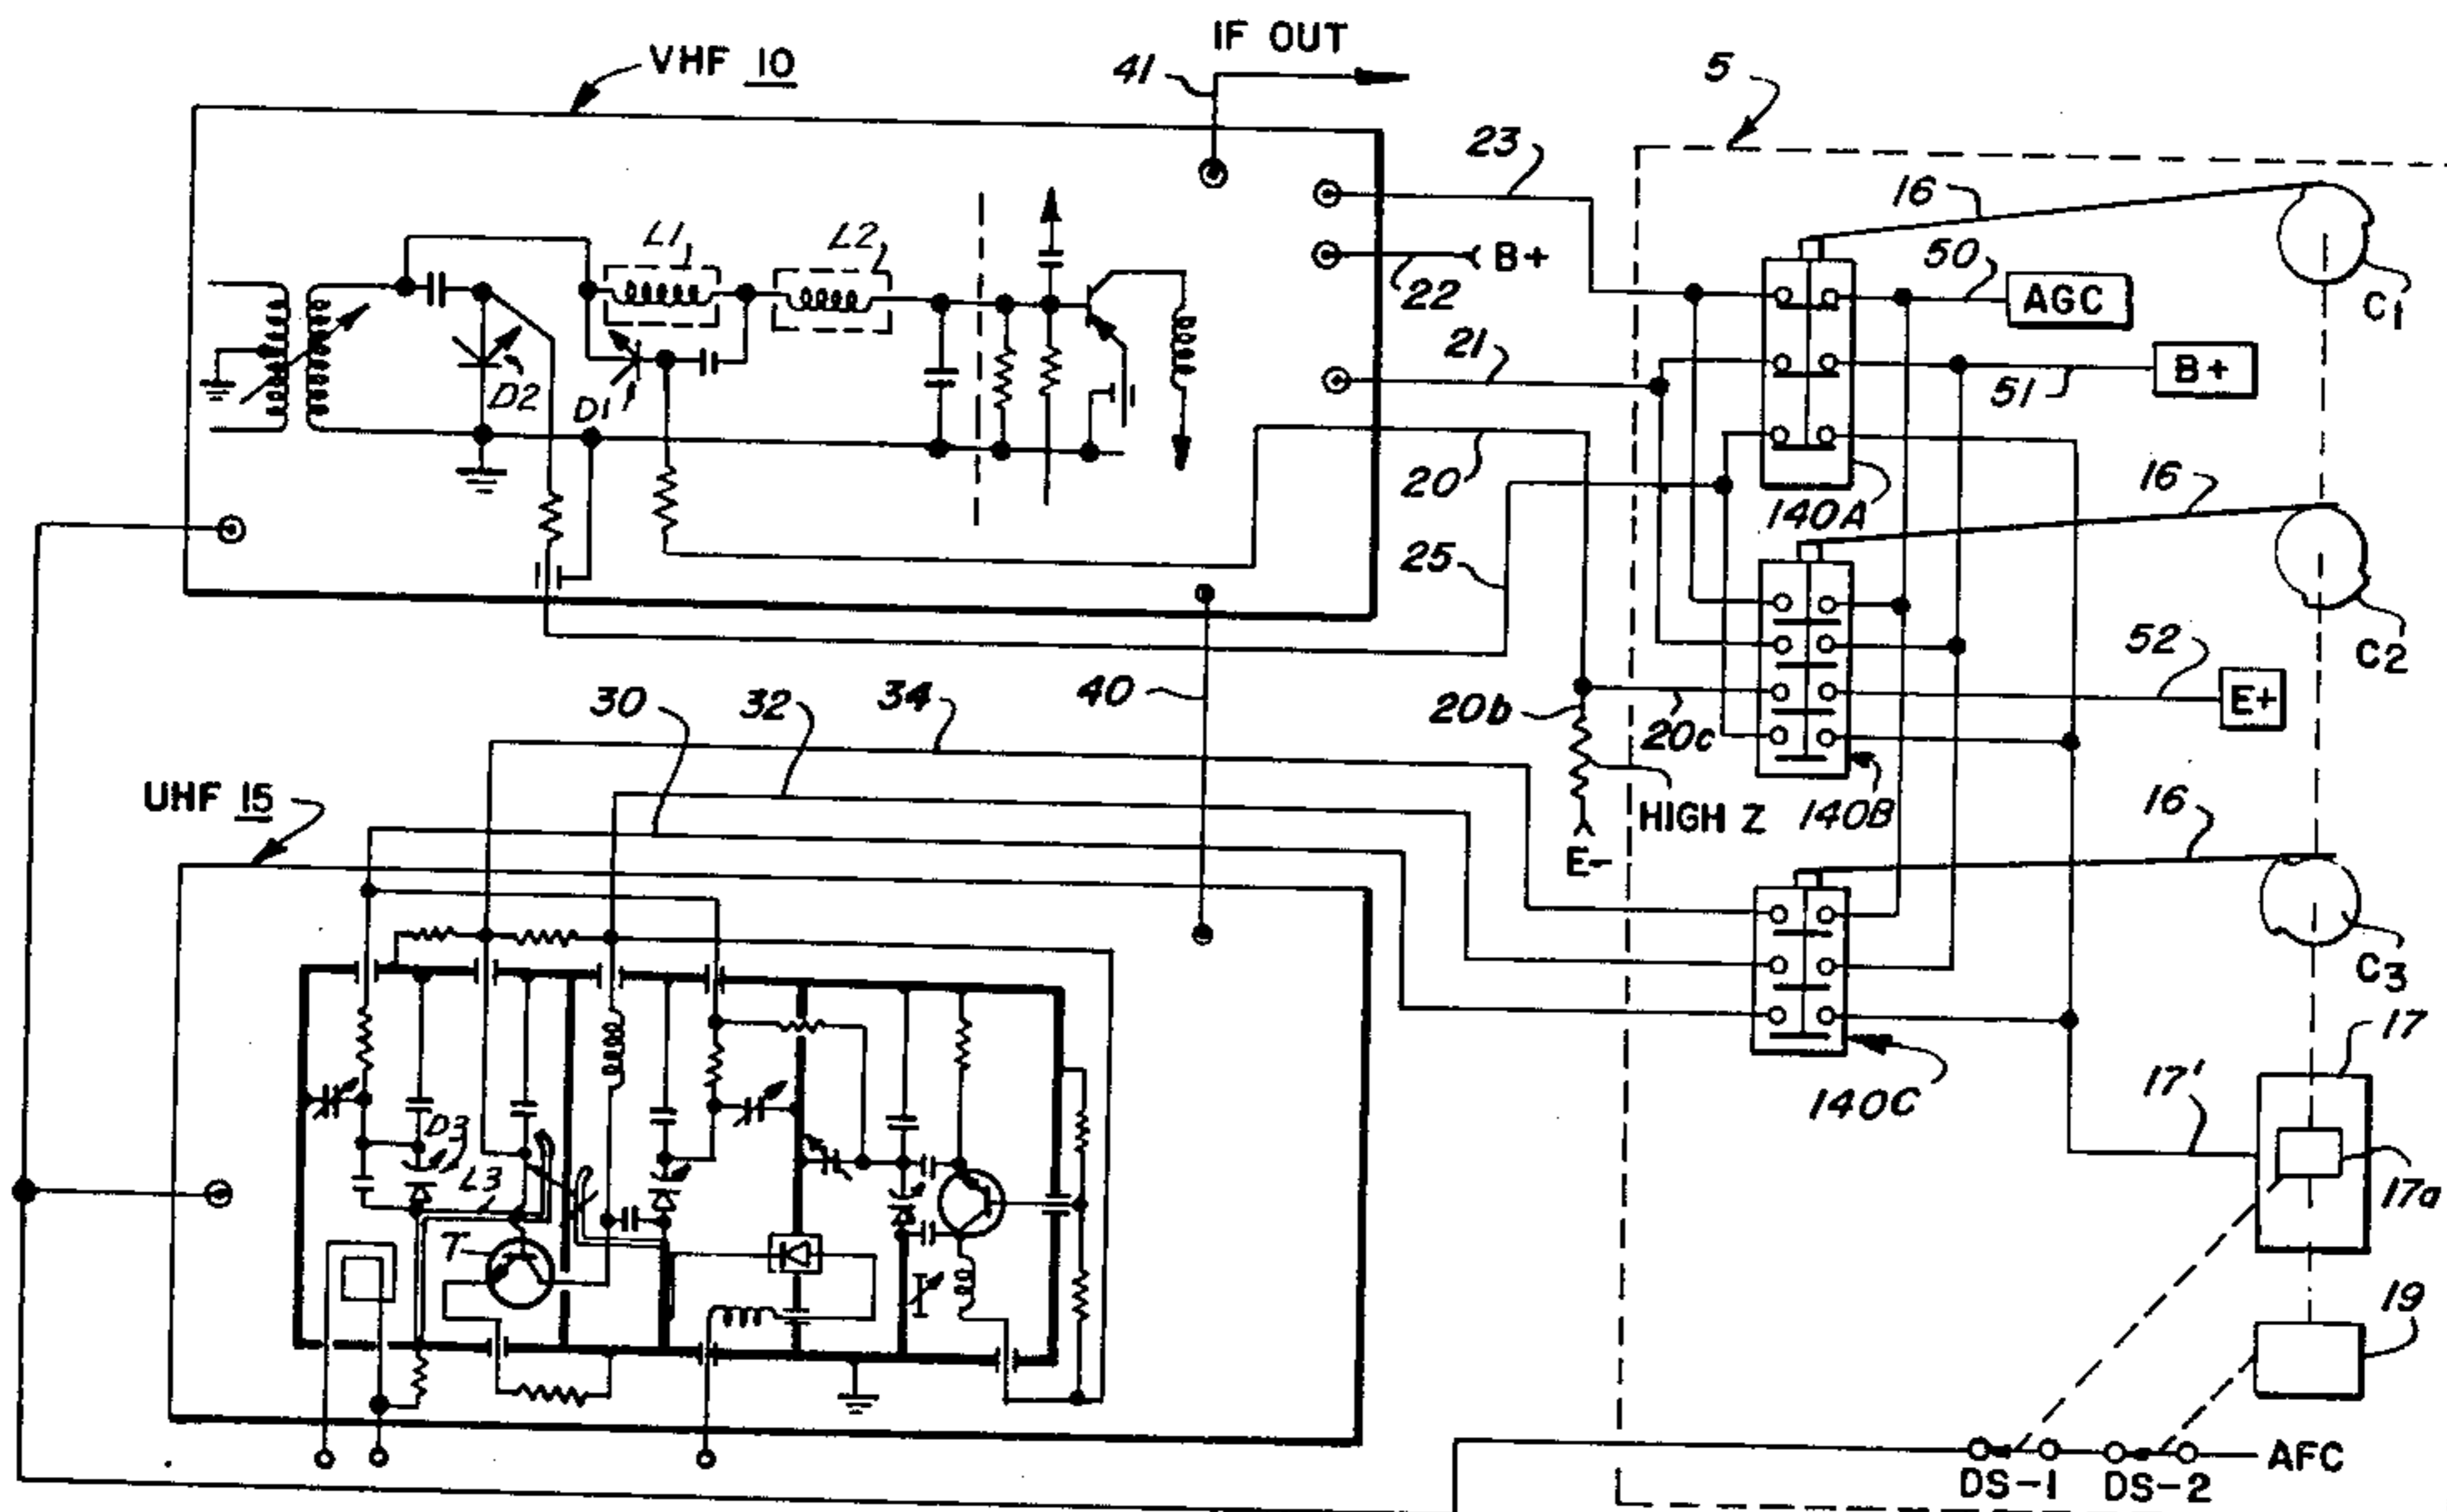 IF OUT
VHF 10
41
5
23
16
L1
L2
50
B+
22
AGC
C1
21
B+
51
D2
D1
20
16
140A
25
C2
52
30
32
34
40
20b
20c
E+
UHF 15
HIGH Z
140B
16
E-
C3
17
17'
140C
D3
L3
17a
T
19
AFC
DS-1
DS-2